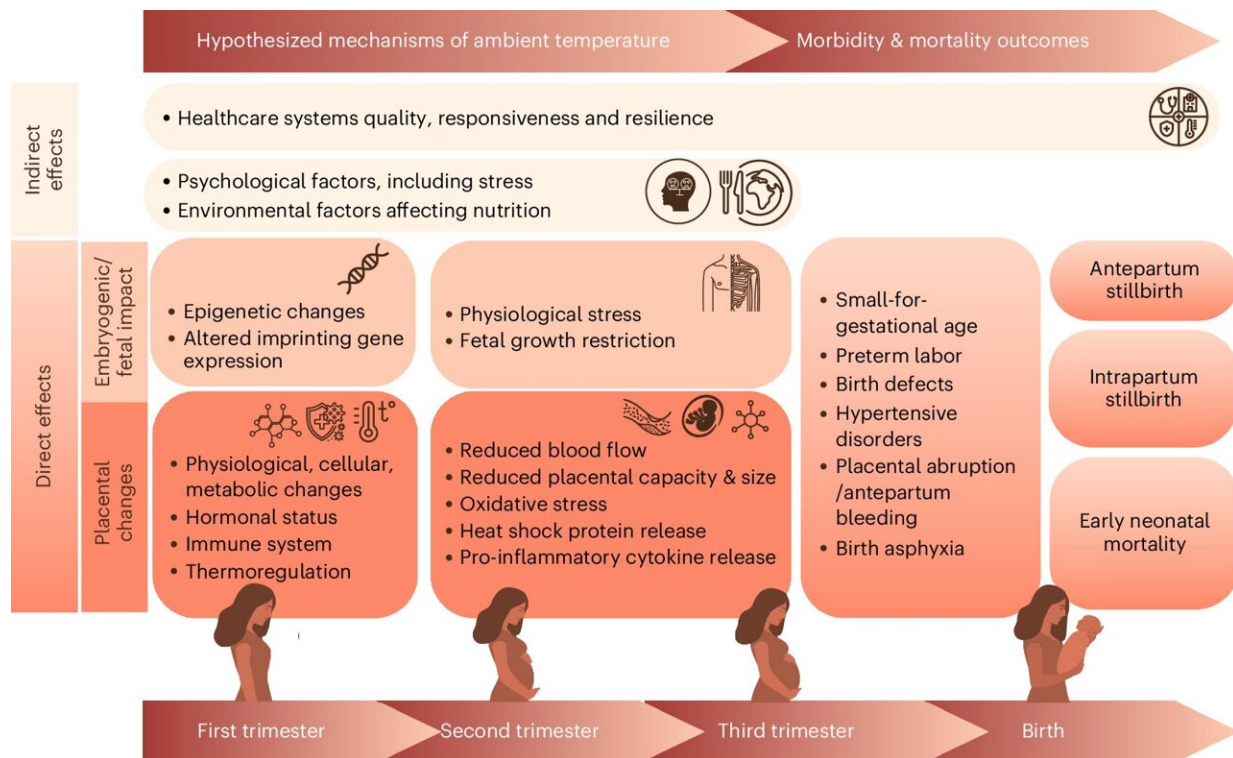 Hypothesized mechanisms of ambient temperature
Morbidity & mortality outcomes
Indirect
effects
• Healthcare systems quality, responsiveness and resilience
• Psychological factors, including stress
• Environmental factors affecting nutrition
Direct effects
Embryogenic/
fetal impact
• Epigenetic changes
• Altered imprinting gene
expression
• Physiological stress
• Fetal growth restriction
Placental
changes
t°
• Physiological, cellular,
metabolic changes
• Hormonal status
• Immune system
• Thermoregulation
• Reduced blood flow
• Reduced placental capacity & size
• Oxidative stress
• Heat shock protein release
• Pro-inflammatory cytokine release
• Small-for-
gestational age
• Preterm labor
• Birth defects
• Hypertensive
disorders
• Placental abruption
/antepartum
bleeding
• Birth asphyxia
Antepartum
stillbirth
Intrapartum
stillbirth
Early neonatal
mortality
First trimester
Second trimester
Third trimester
Birth